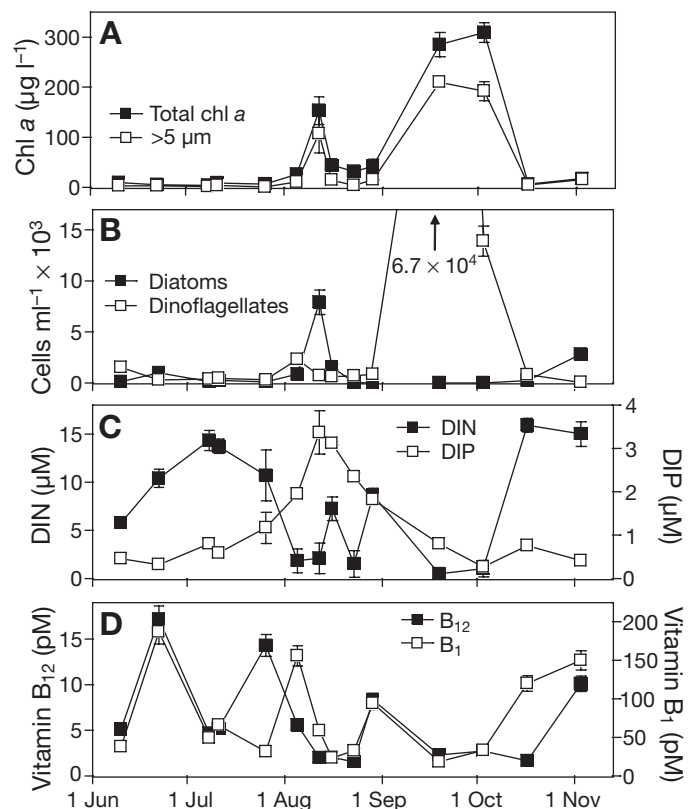 A
Chl a (µg l–1)
300
200
100
0
Total chl a
>5 µm
B
Cells ml–1 × 103
15
10
5
0
Diatoms
Dinoflagellates
6.7 × 104
C
DIN (µM)
15
10
5
0
DIN
DIP
4
3
2
1
0
DIP (µM)
D
Vitamin B12 (pM)
15
10
5
0
B12
B1
200
150
100
50
0
Vitamin B1 (pM)
1 Jun 1 Jul 1 Aug 1 Sep 1 Oct 1 Nov